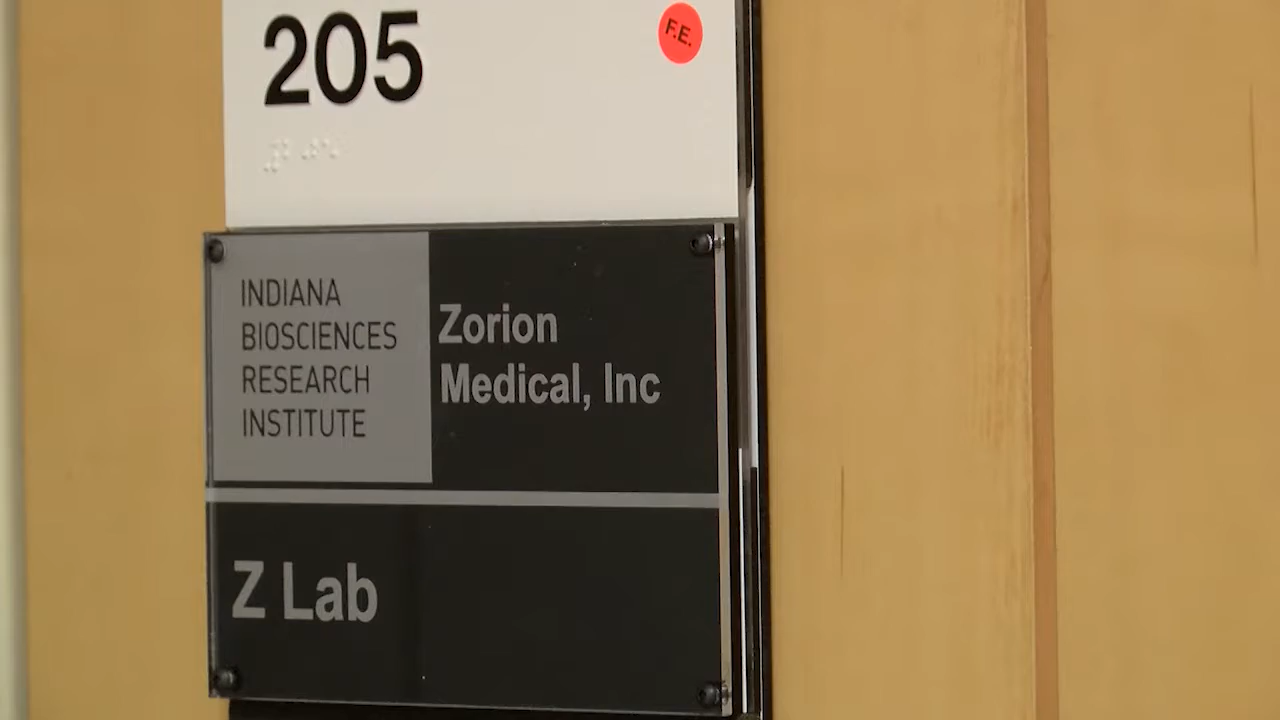 205
F.E.
INDIANA
BIOSCIENCES
RESEARCH
INSTITUTE
Zorion
Medical, Inc
Z Lab